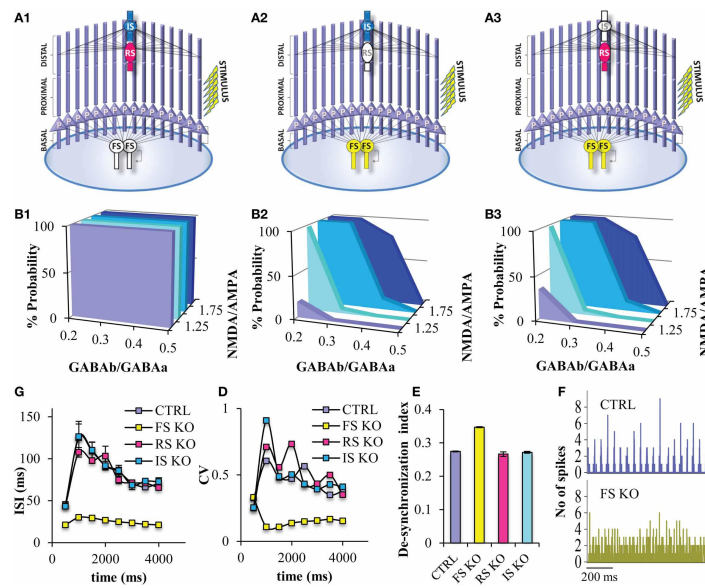 A1
A2
A3
DISTAL
PROXIMAL
BASAL
IS
RS
STIMULUS
P P P P P P P P P P P P
FS FS
DISTAL
PROXIMAL
BASAL
IS
RS
STIMULUS
P P P P P P P P P P P P
FS FS
DISTAL
PROXIMAL
BASAL
IS
RS
STIMULUS
P P P P P P P P P P P P
FS FS
B1
B2
B3
% Probability
100
50
0
0.2
0.3
0.4
0.5
GABAb/GABAa
1.25
1.75
NMDA/AMPA
% Probability
100
50
0
0.2
0.3
0.4
0.5
GABAb/GABAa
1.25
1.75
NMDA/AMPA
% Probability
100
50
0
0.2
0.3
0.4
0.5
GABAb/GABAa
1.25
1.75
NMDA/AMPA
G
ISI (ms)
150
100
50
0
0 2000 4000
time (ms)
CTRL
FS KO
RS KO
IS KO
D
CV
1
0.5
0
0 2000 4000
time (ms)
CTRL
FS KO
RS KO
IS KO
E
De-synchronization index
0.4
0.3
0.2
0.1
0
CTRL
FS KO
RS KO
IS KO
F
No of spikes
CTRL
8
6
4
2
0
FS KO
8
6
4
2
0
200 ms